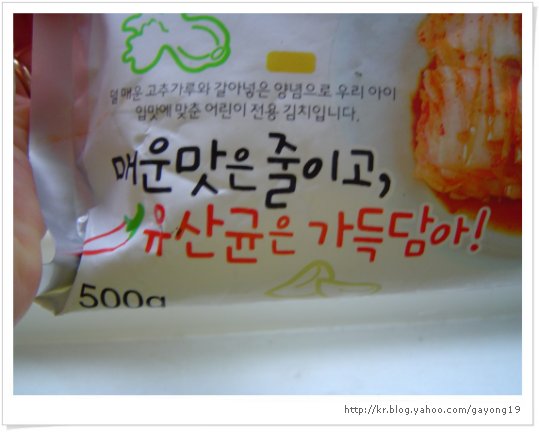 덜 매운 고추가루와 갈아넣은 양념으로 우리 아이
입맛에 맞춘 어린이 전용 김치입니다.
매운맛은 줄이고,
유산균은 가득담아!
500g
http://kr.blog.yahoo.com/gayong19